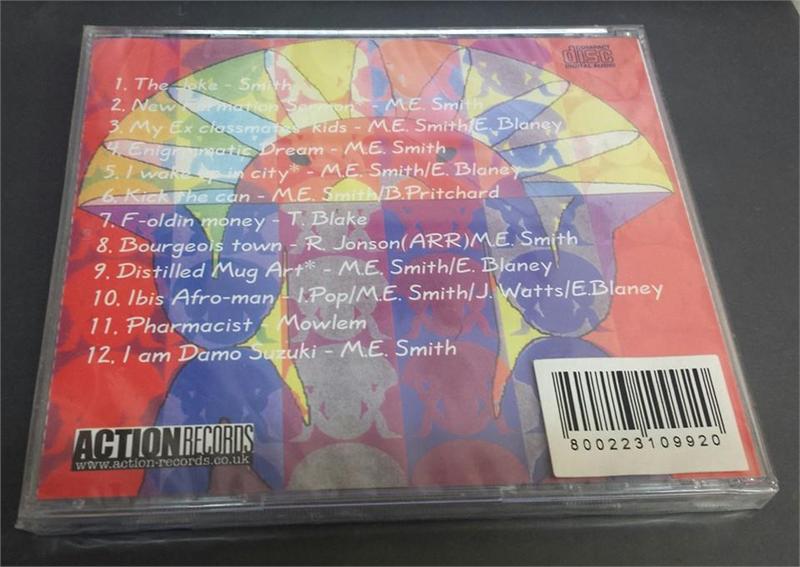 COMPACT
disc
DIGITAL AUDIO
1. The Joke - Smith
2. New Formation Sermon* - M.E. Smith
3. My Ex classmates' kids - M.E. Smith/E. Blaney
4. Enigrammatic Dream - M.E. Smith
5. I wake up in city* - M.E. Smith/E. Blaney
6. Kick the can - M.E. Smith/B.Pritchard
7. F-oldin money - T. Blake
8. Bourgeois town - R. Jonson(ARR)M.E. Smith
9. Distilled Mug Art* - M.E. Smith/E. Blaney
10. Ibis Afro-man - I.Pop/M.E. Smith/J. Watts/E.Blaney
11. Pharmacist - Mowlem
12. I am Damo Suzuki - M.E. Smith
ACTION RECORDS
www.action-records.co.uk
800223109920